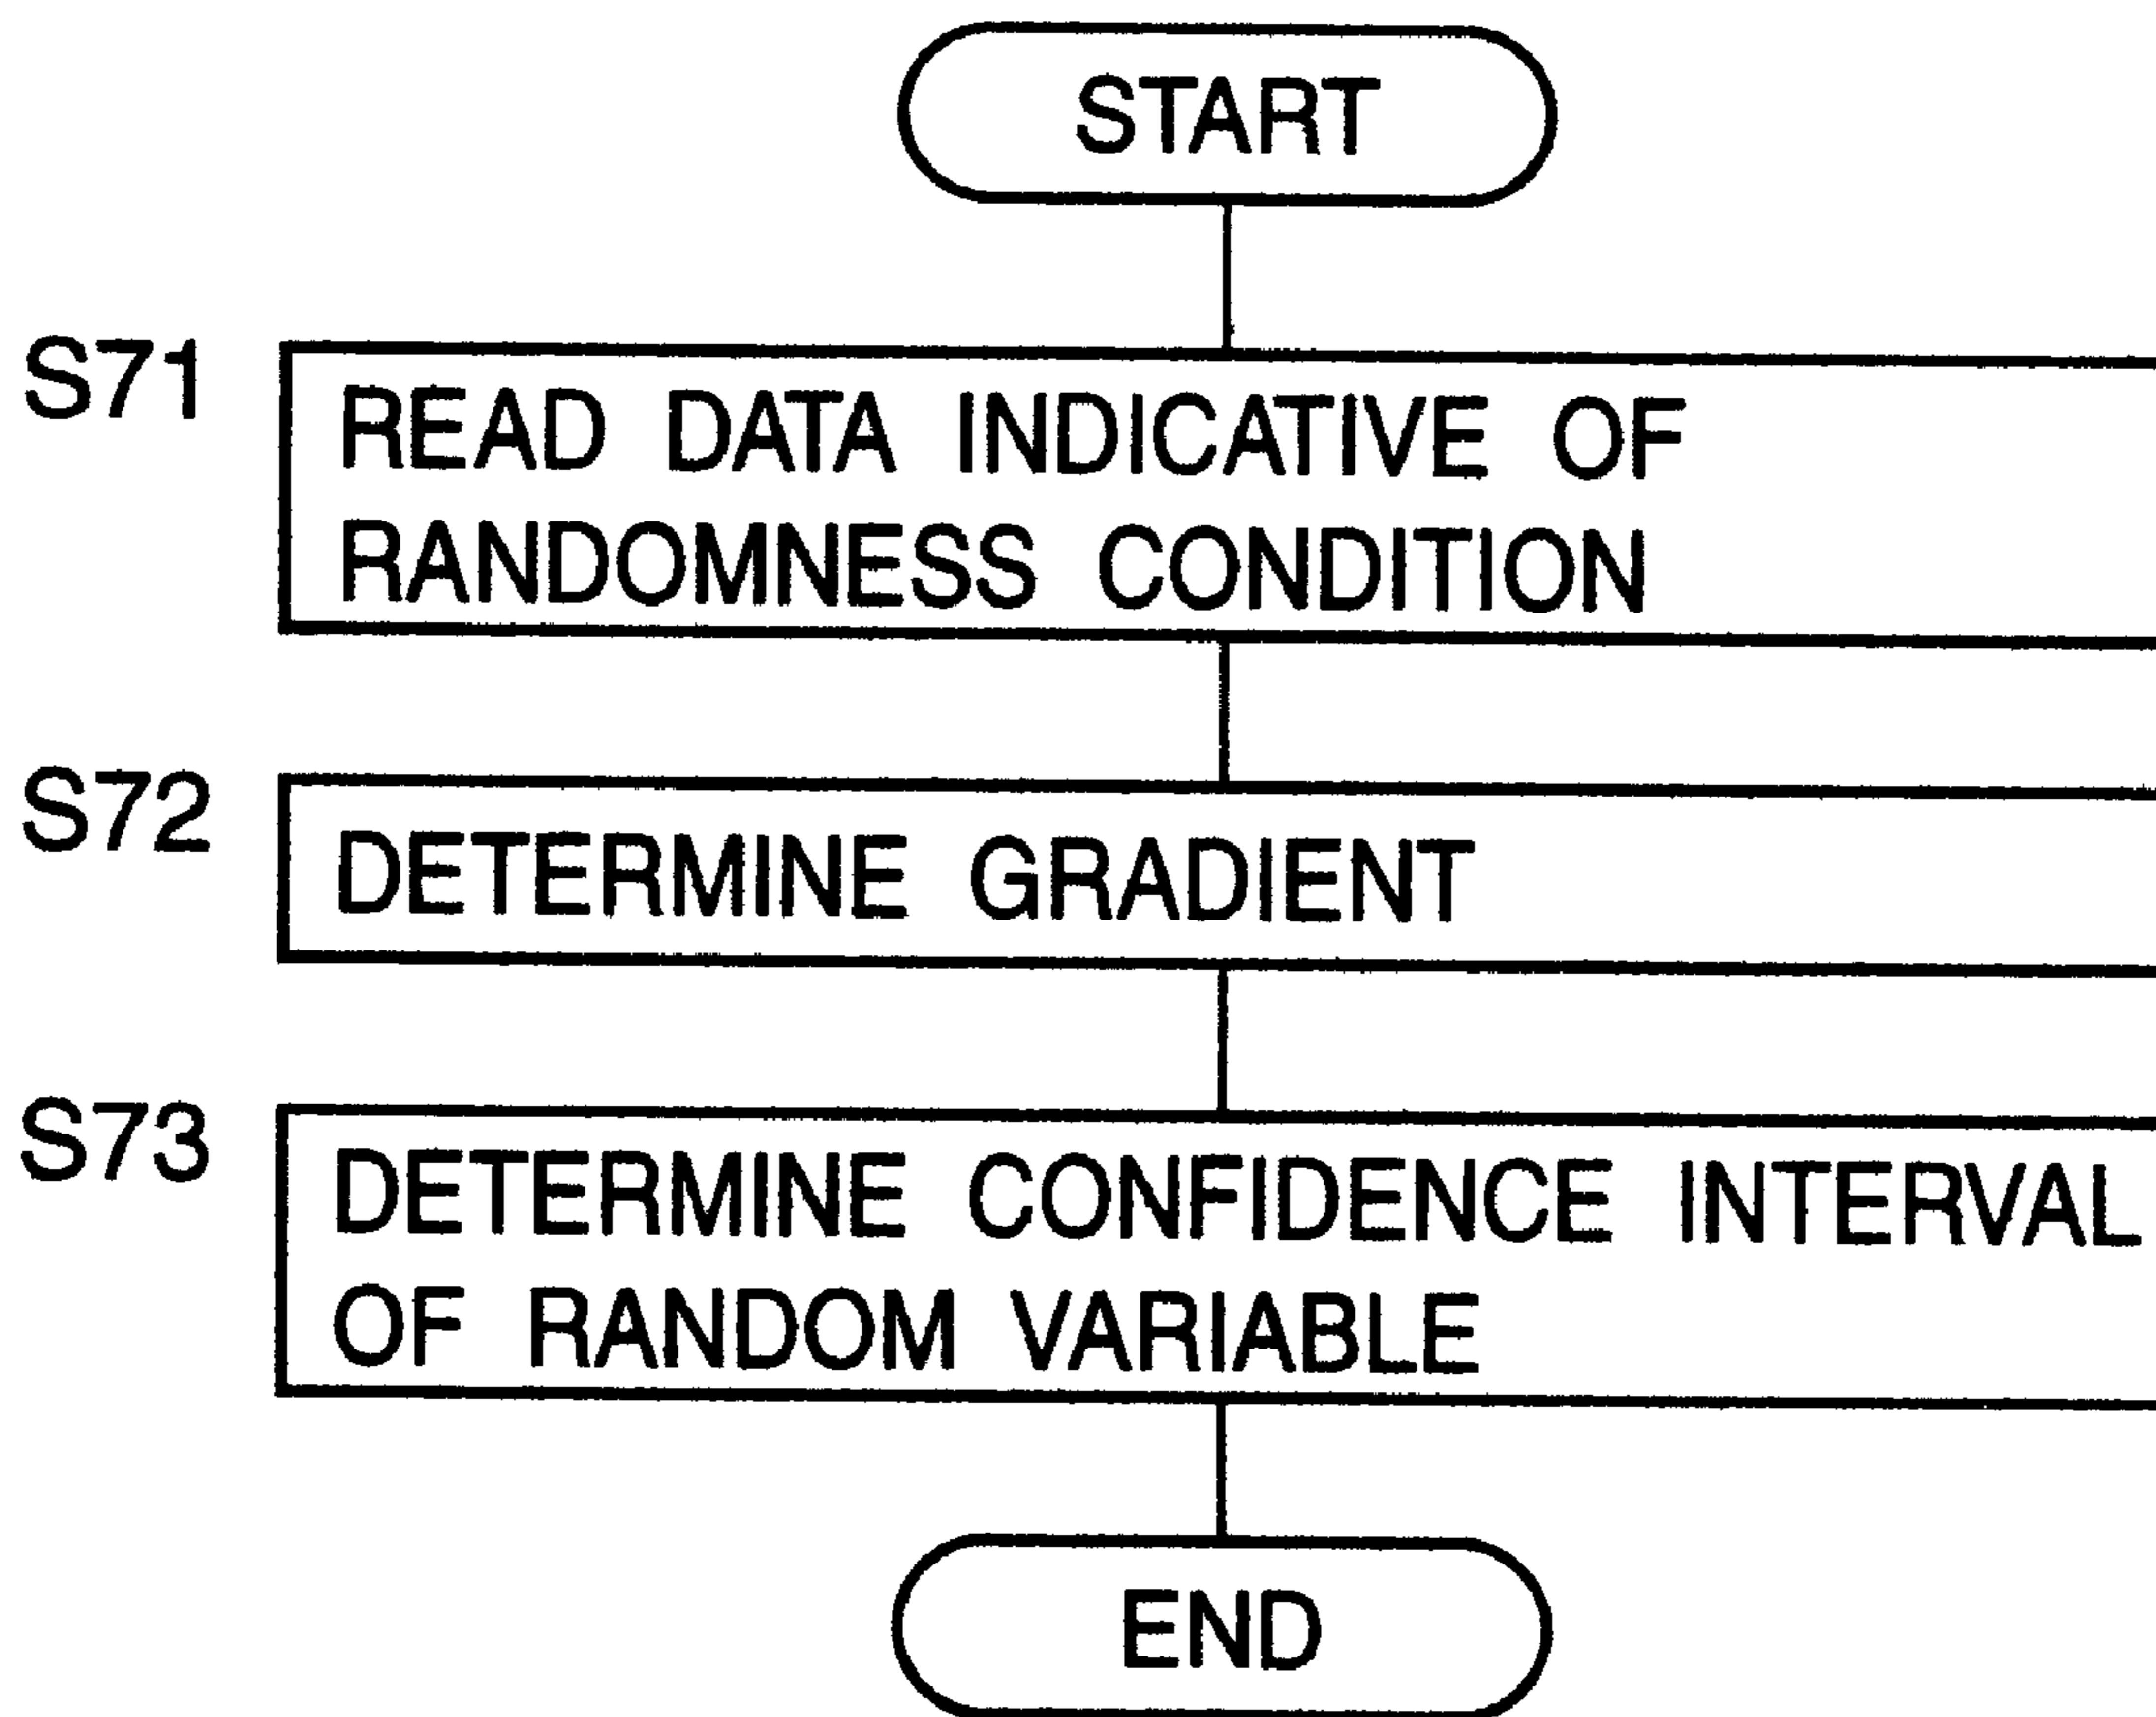 START
S71
READ DATA INDICATIVE OF
RANDOMNESS CONDITION
S72
DETERMINE GRADIENT
S73
DETERMINE CONFIDENCE INTERVAL
OF RANDOM VARIABLE
END